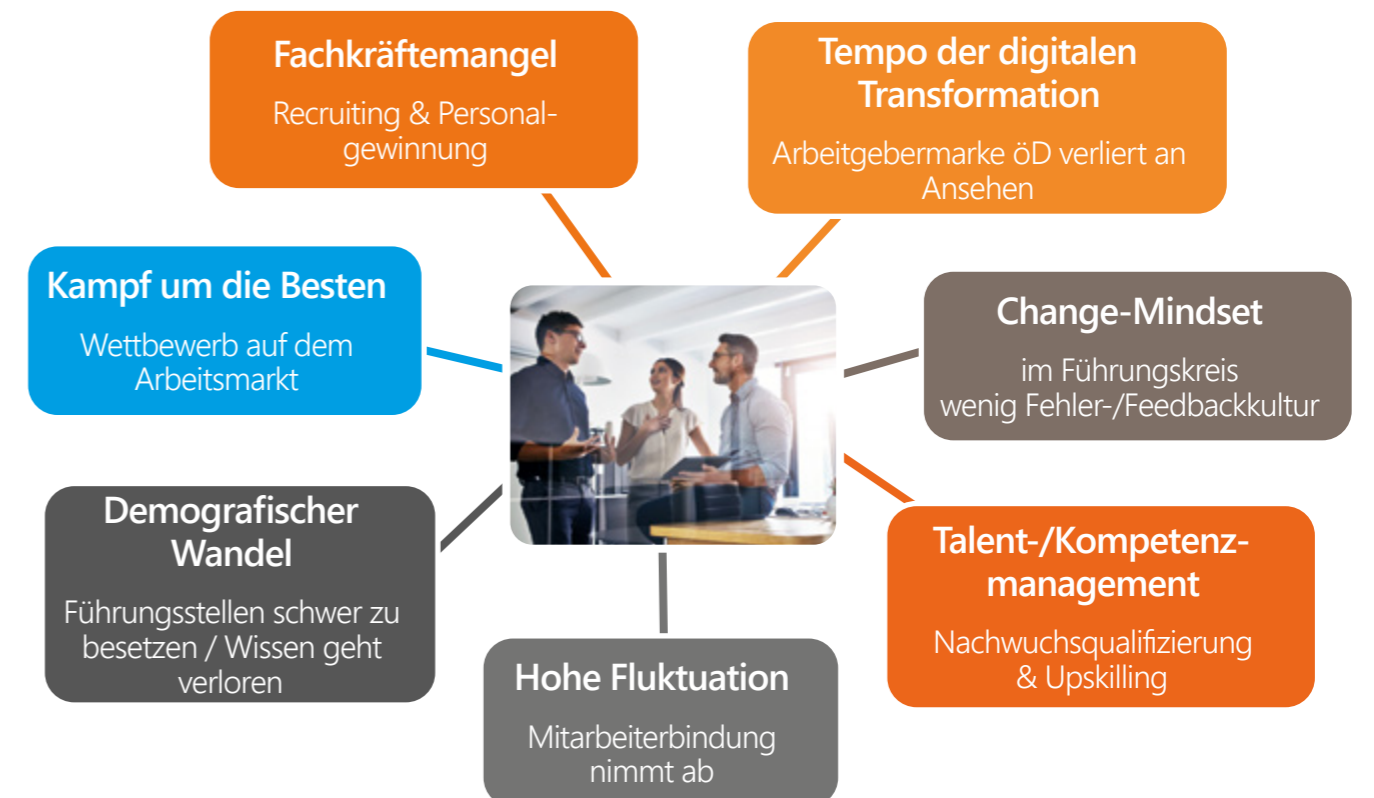 Fachkräftemangel
Recruiting & Personal-
gewinnung
Tempo der digitalen
Transformation
Arbeitgebermarke öD verliert an
Ansehen
Kampf um die Besten
Wettbewerb auf dem
Arbeitsmarkt
Change-Mindset
im Führungskreis
wenig Fehler-/Feedbackkultur
Demografischer
Wandel
Führungsstellen schwer zu
besetzen / Wissen geht
verloren
Talent-/Kompetenz-
management
Nachwuchsqualifizierung
& Upskilling
Hohe Fluktuation
Mitarbeiterbindung
nimmt ab